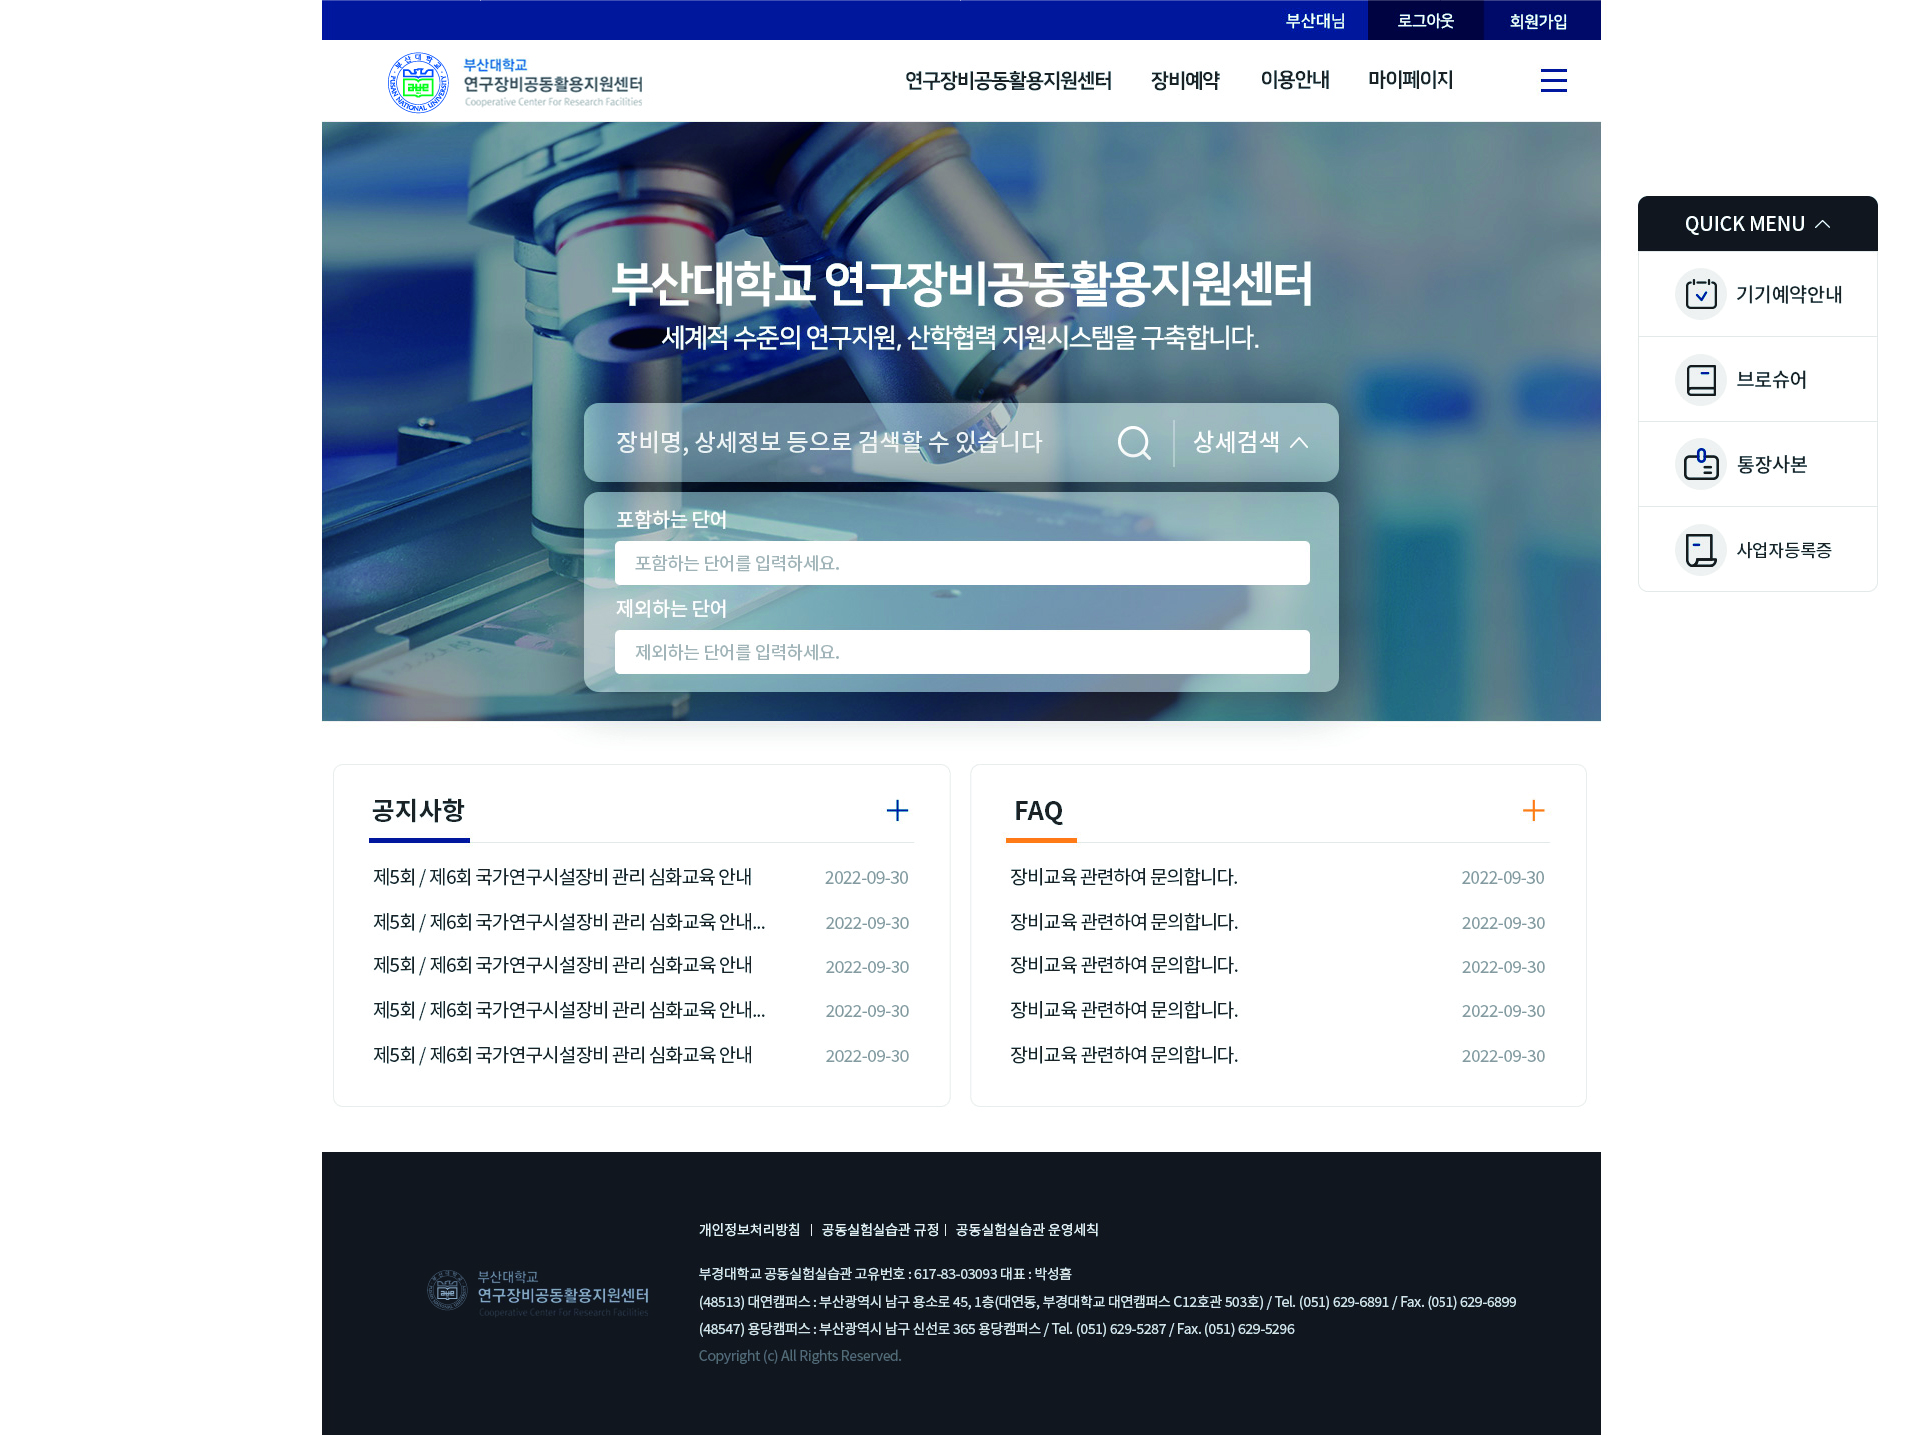 부산대님
로그아웃
회원가입
부산대학교
연구장비공동활용지원센터
Cooperative Center For Research Facilities
연구장비공동활용지원센터
장비예약
이용안내
마이페이지
부산대학교 연구장비공동활용지원센터
세계적 수준의 연구지원, 산학협력 지원시스템을 구축합니다.
장비명, 상세정보 등으로 검색할 수 있습니다
상세검색
포함하는 단어
포함하는 단어를 입력하세요.
제외하는 단어
제외하는 단어를 입력하세요.
QUICK MENU
기기예약안내
브로슈어
통장사본
사업자등록증
공지사항
제5회 / 제6회 국가연구시설장비 관리 심화교육 안내 2022-09-30
제5회 / 제6회 국가연구시설장비 관리 심화교육 안내... 2022-09-30
제5회 / 제6회 국가연구시설장비 관리 심화교육 안내 2022-09-30
제5회 / 제6회 국가연구시설장비 관리 심화교육 안내... 2022-09-30
제5회 / 제6회 국가연구시설장비 관리 심화교육 안내 2022-09-30
FAQ
장비교육 관련하여 문의합니다. 2022-09-30
장비교육 관련하여 문의합니다. 2022-09-30
장비교육 관련하여 문의합니다. 2022-09-30
장비교육 관련하여 문의합니다. 2022-09-30
장비교육 관련하여 문의합니다. 2022-09-30
부산대학교
연구장비공동활용지원센터
Cooperative Center For Research Facilities
개인정보처리방침 | 공동실험실습관 규정 | 공동실험실습관 운영세칙
부경대학교 공동실험실습관 고유번호 : 617-83-03093 대표 : 박성흠
(48513) 대연캠퍼스 : 부산광역시 남구 용소로 45, 1층(대연동, 부경대학교 대연캠퍼스 C12호관 503호) / Tel. (051) 629-6891 / Fax. (051) 629-6899
(48547) 용당캠퍼스 : 부산광역시 남구 신선로 365 용당캠퍼스 / Tel. (051) 629-5287 / Fax. (051) 629-5296
Copyright (c) All Rights Reserved.